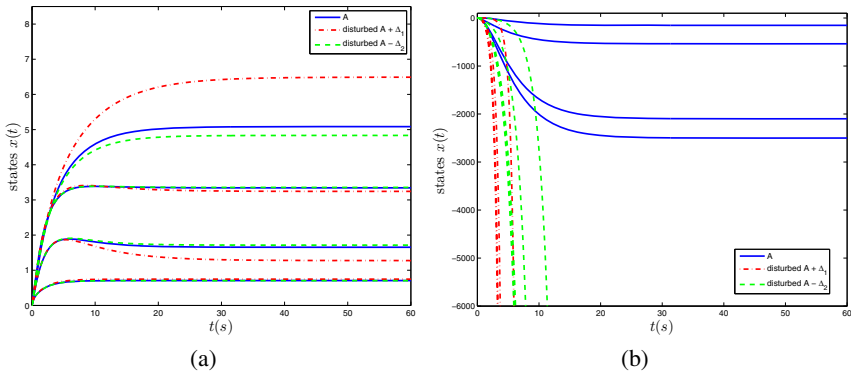 8
7
6
5
4
3
2
1
0
states x(t)
0 10 20 30 40 50 60
t(s)
A
disturbed A + Δ₁
disturbed A − Δ₂
(a)
0
−1000
−2000
−3000
−4000
−5000
−6000
states x(t)
0 10 20 30 40 50 60
t(s)
A
disturbed A + Δ₁
disturbed A − Δ₂
(b)